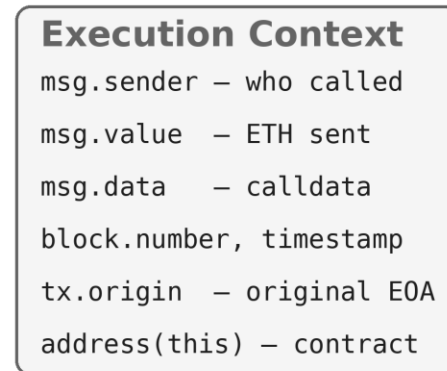 Execution Context
msg.sender — who called
msg.value — ETH sent
msg.data — calldata
block.number, timestamp
tx.origin — original EOA
address(this) — contract